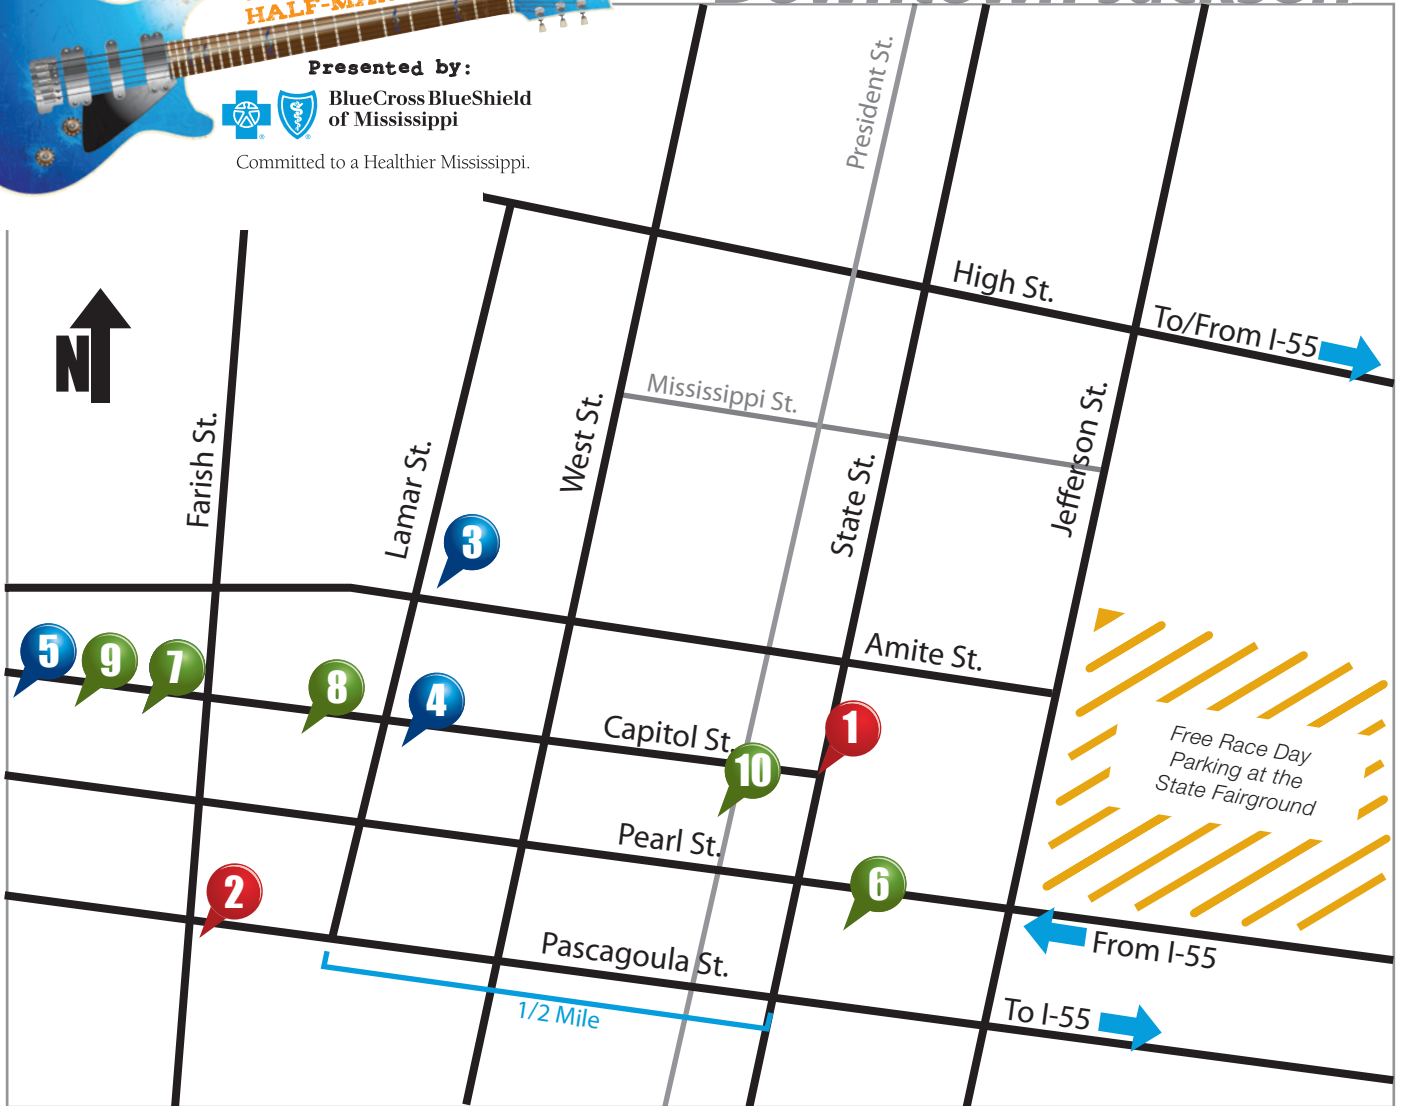 Downtown Jackson
HALF-MAR
Presented by:
BlueCross BlueShield
of Mississippi
Committed to a Healthier Mississippi.
President St.
High St.
To/From I-55
N
Mississippi St.
Farish St.
Lamar St.
West St.
State St.
Jefferson St.
3
Amite St.
5
9
7
8
4
1
Capitol St.
10
Free Race Day
Parking at the
State Fairground
Pearl St.
6
2
Pascagoula St.
From I-55
1/2 Mile
To I-55